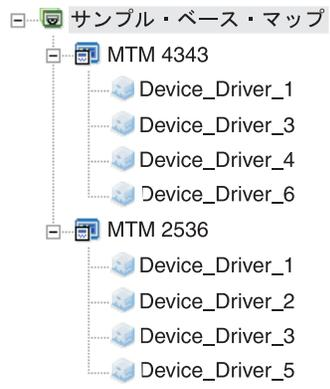 サンプル・ベース・マップ
MTM 4343
Device_Driver_1
Device_Driver_3
Device_Driver_4
Device_Driver_6
MTM 2536
Device_Driver_1
Device_Driver_2
Device_Driver_3
Device_Driver_5